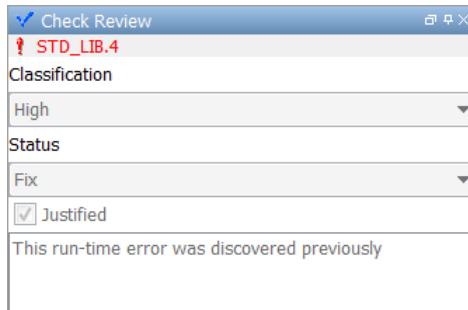 Check Review
STD_LIB.4
Classification
High
Status
Fix
Justified
This run-time error was discovered previously